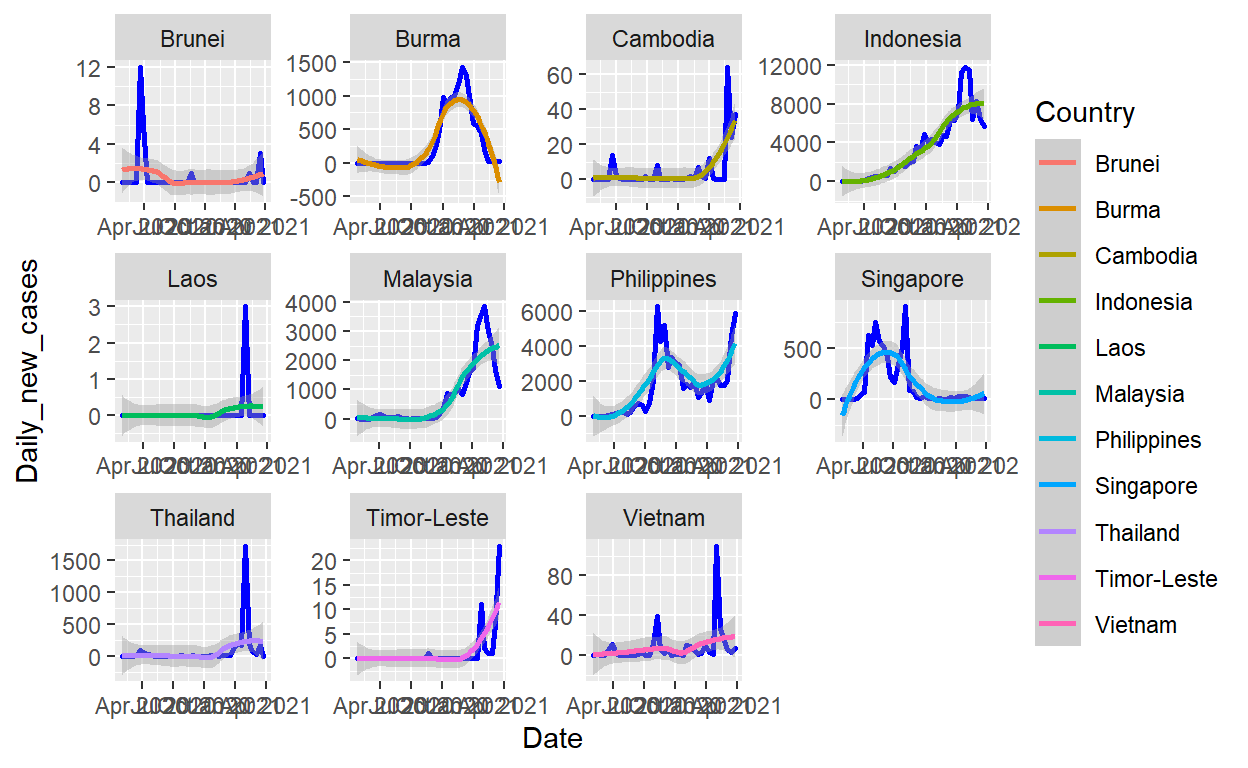 Brunei
Burma
Cambodia
Indonesia
12
8
4
0
1500
1000
500
0
-500
60
40
20
0
12000
8000
4000
0
Laos
Malaysia
Philippines
Singapore
3
2
1
0
4000
3000
2000
1000
0
6000
4000
2000
0
500
0
Thailand
Timor-Leste
Vietnam
1500
1000
500
0
20
15
10
5
0
80
40
0
Daily_new_cases
Date
Country
Brunei
Burma
Cambodia
Indonesia
Laos
Malaysia
Philippines
Singapore
Thailand
Timor-Leste
Vietnam